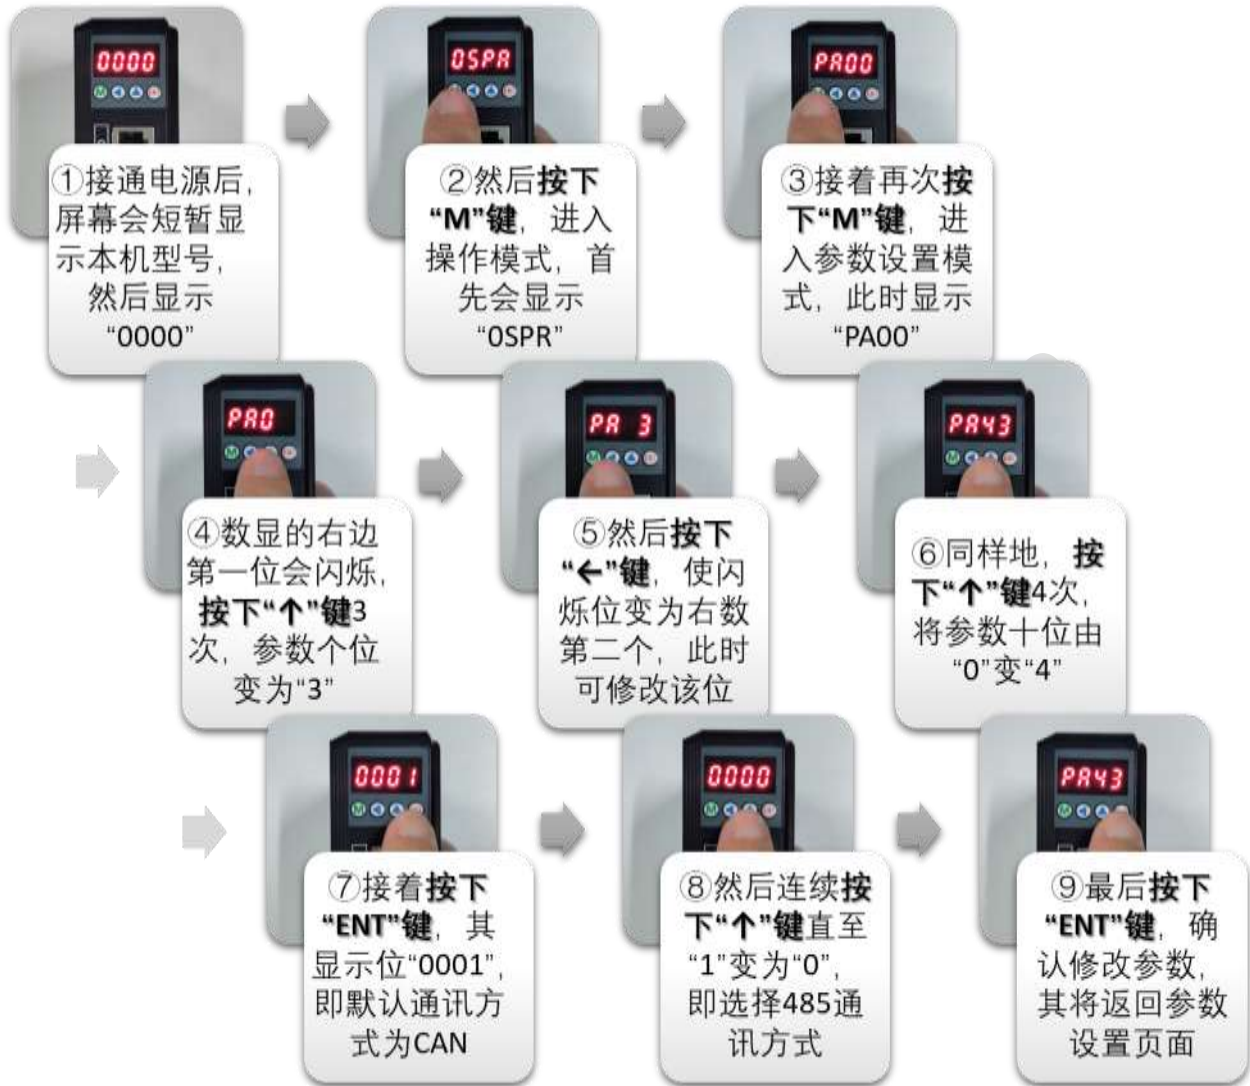 0000
M
①接通电源后,
屏幕会短暂显
示本机型号,
然后显示
“0000”
0SPA
②然后按下
“M”键, 进入
操作模式, 首
先会显示
“0SPR”
PA00
③接着再次按
下“M”键, 进
入参数设置模
式, 此时显示
“PA00”
PA0
M
④数显的右边
第一位会闪烁,
按下“↑”键3
次, 参数个位
变为“3”
PA 3
M
⑤然后按下
“←”键, 使闪
烁位变为右数
第二个, 此时
可修改该位
PA43
M
⑥同样地, 按
下“↑”键4次,
将参数十位由
“0”变“4”
0001
M
⑦接着按下
“ENT”键, 其
显示位“0001”,
即默认通讯方
式为CAN
0000
M
⑧然后连续按
下“↑”键直至
“1”变为“0”,
即选择485通
讯方式
PA43
M
⑨最后按下
“ENT”键, 确
认修改参数,
其将返回参数
设置页面